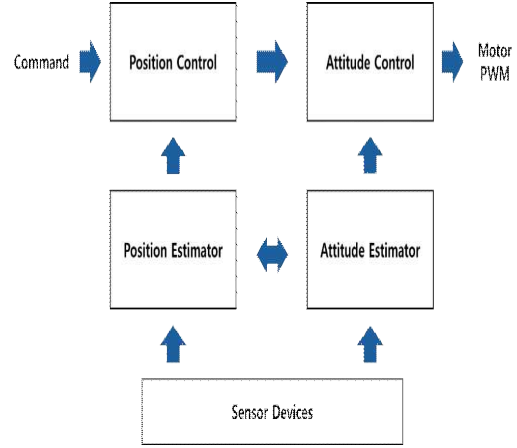 Command
Position Control
Attitude Control
Motor
PWM
Position Estimator
Attitude Estimator
Sensor Devices